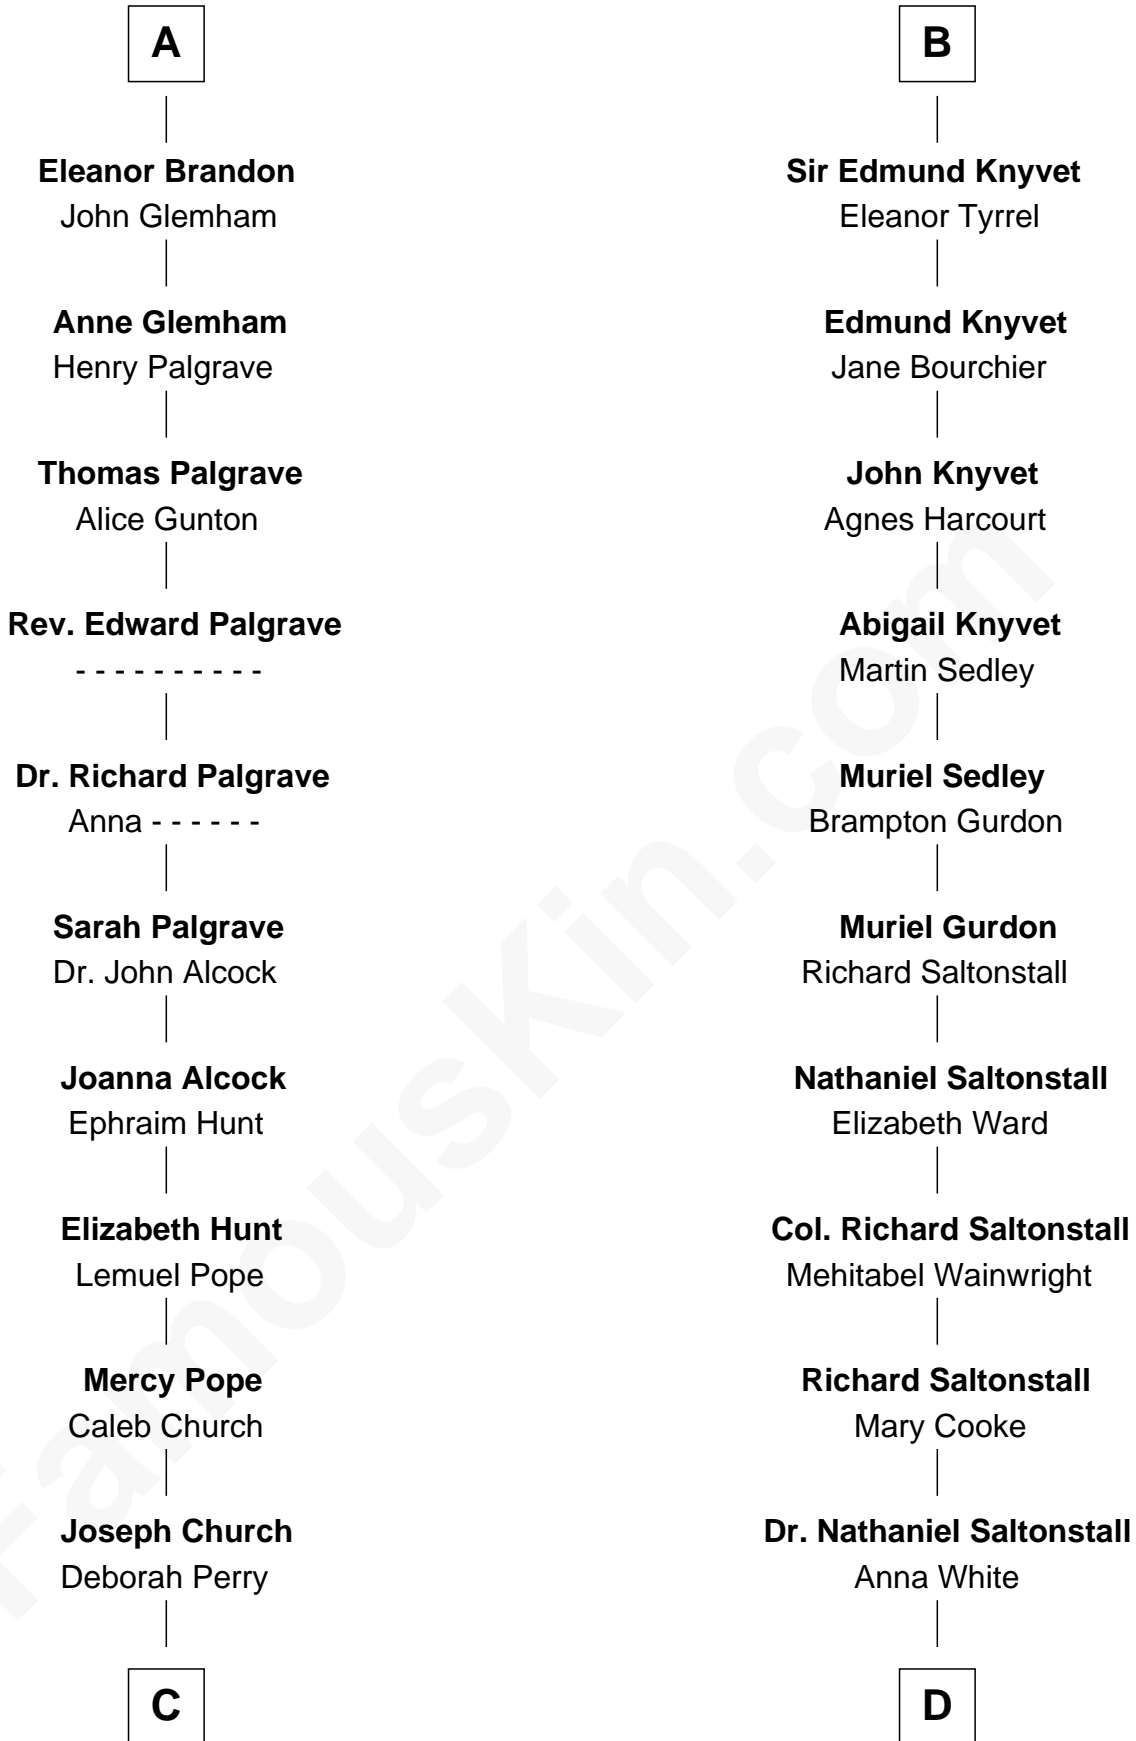 A
Eleanor Brandon
John Glemham
Anne Glemham
Henry Palgrave
Thomas Palgrave
Alice Gunton
Rev. Edward Palgrave
- - - - - - - - - -
Dr. Richard Palgrave
Anna - - - - - -
Sarah Palgrave
Dr. John Alcock
Joanna Alcock
Ephraim Hunt
Elizabeth Hunt
Lemuel Pope
Mercy Pope
Caleb Church
Joseph Church
Deborah Perry
C
B
Sir Edmund Knyvet
Eleanor Tyrrel
Edmund Knyvet
Jane Bourchier
John Knyvet
Agnes Harcourt
Abigail Knyvet
Martin Sedley
Muriel Sedley
Brampton Gurdon
Muriel Gurdon
Richard Saltonstall
Nathaniel Saltonstall
Elizabeth Ward
Col. Richard Saltonstall
Mehitabel Wainwright
Richard Saltonstall
Mary Cooke
Dr. Nathaniel Saltonstall
Anna White
D
FamousKin.com